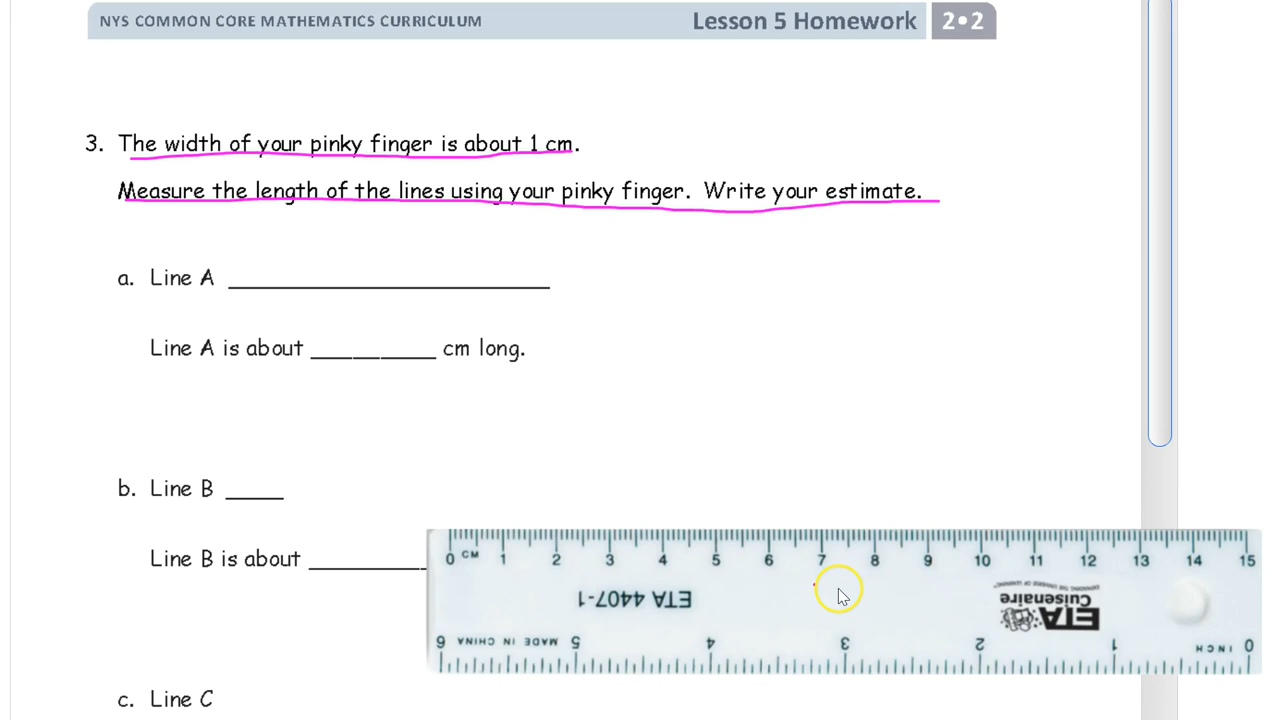 NYS COMMON CORE MATHEMATICS CURRICULUM Lesson 5 Homework 2•2
3. The width of your pinky finger is about 1 cm.
Measure the length of the lines using your pinky finger. Write your estimate.
a. Line A ____________________
Line A is about _________ cm long.
b. Line B ____
Line B is about _________
0 CM 1 2 3 4 5 6 7 8 9 10 11 12 13 14 15
ETA 4407-1
ETA Cuisenaire
6 MADE IN CHINA 5 4 3 2 1 INCH 0
c. Line C